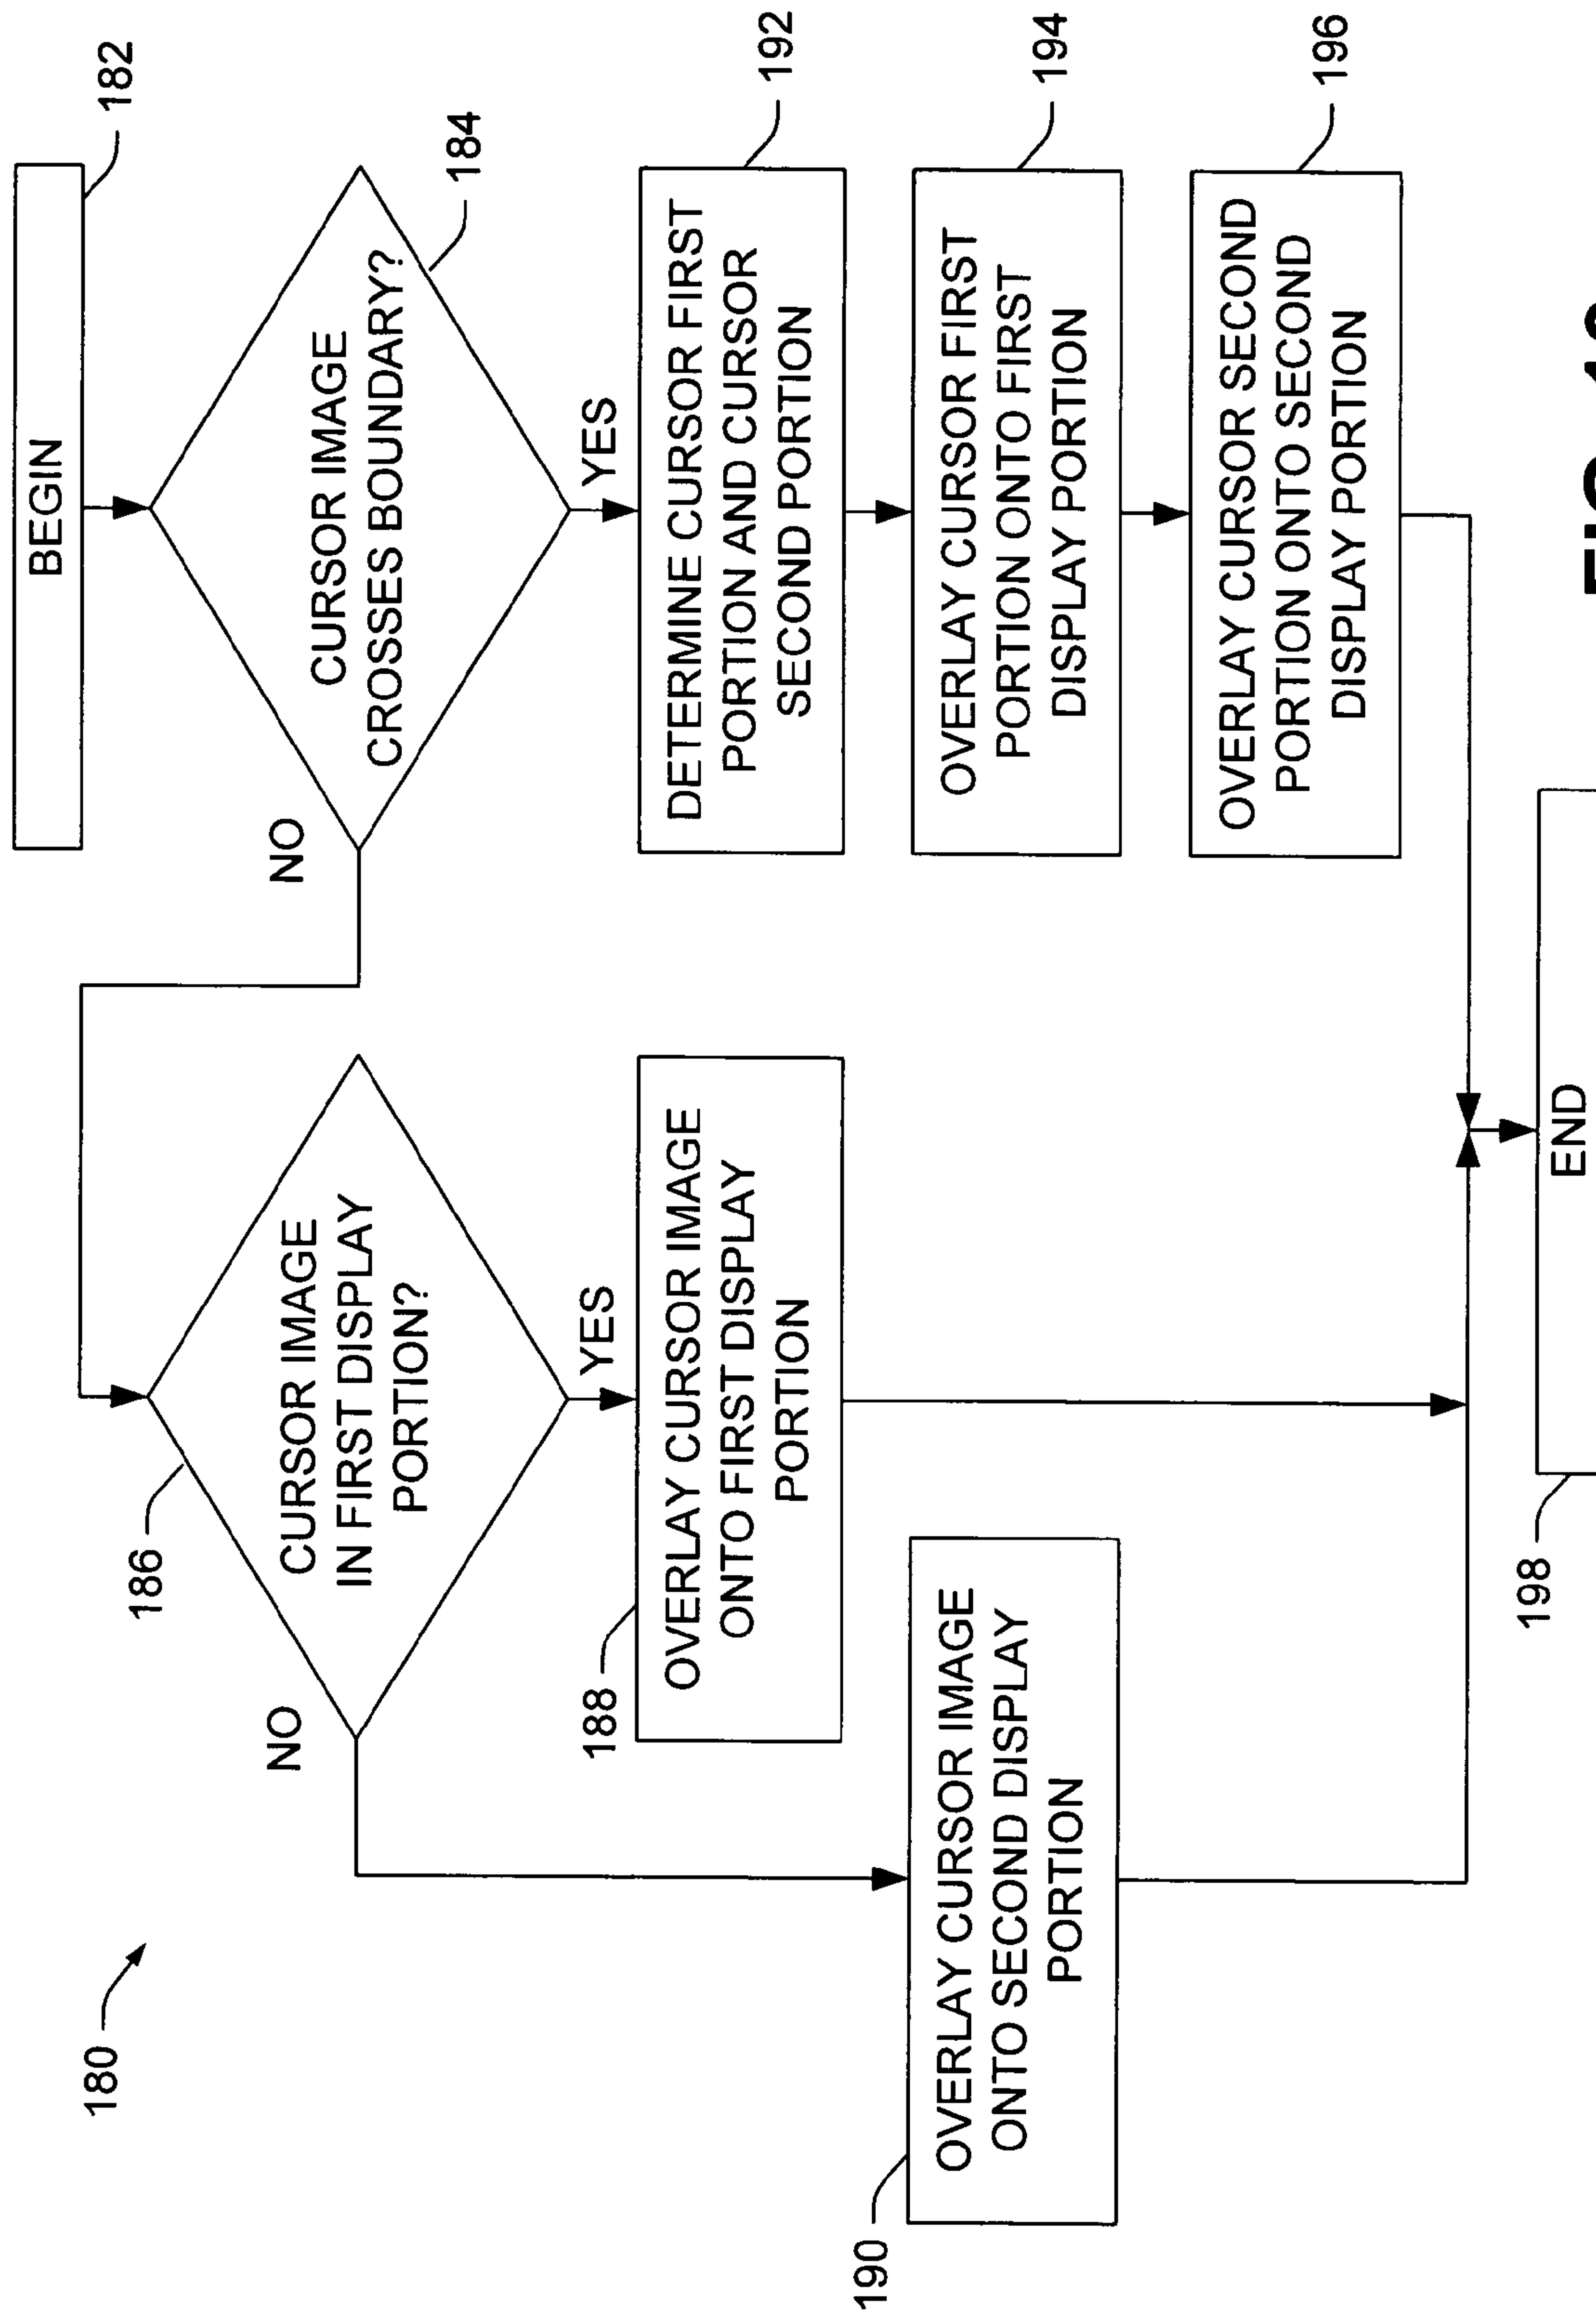 180
BEGIN
182
CURSOR IMAGE
CROSSES BOUNDARY?
184
NO
YES
186
CURSOR IMAGE
IN FIRST DISPLAY
PORTION?
NO
YES
188
OVERLAY CURSOR IMAGE
ONTO FIRST DISPLAY
PORTION
190
OVERLAY CURSOR IMAGE
ONTO SECOND DISPLAY
PORTION
DETERMINE CURSOR FIRST
PORTION AND CURSOR
SECOND PORTION
192
OVERLAY CURSOR FIRST
PORTION ONTO FIRST
DISPLAY PORTION
194
OVERLAY CURSOR SECOND
PORTION ONTO SECOND
DISPLAY PORTION
196
198
END